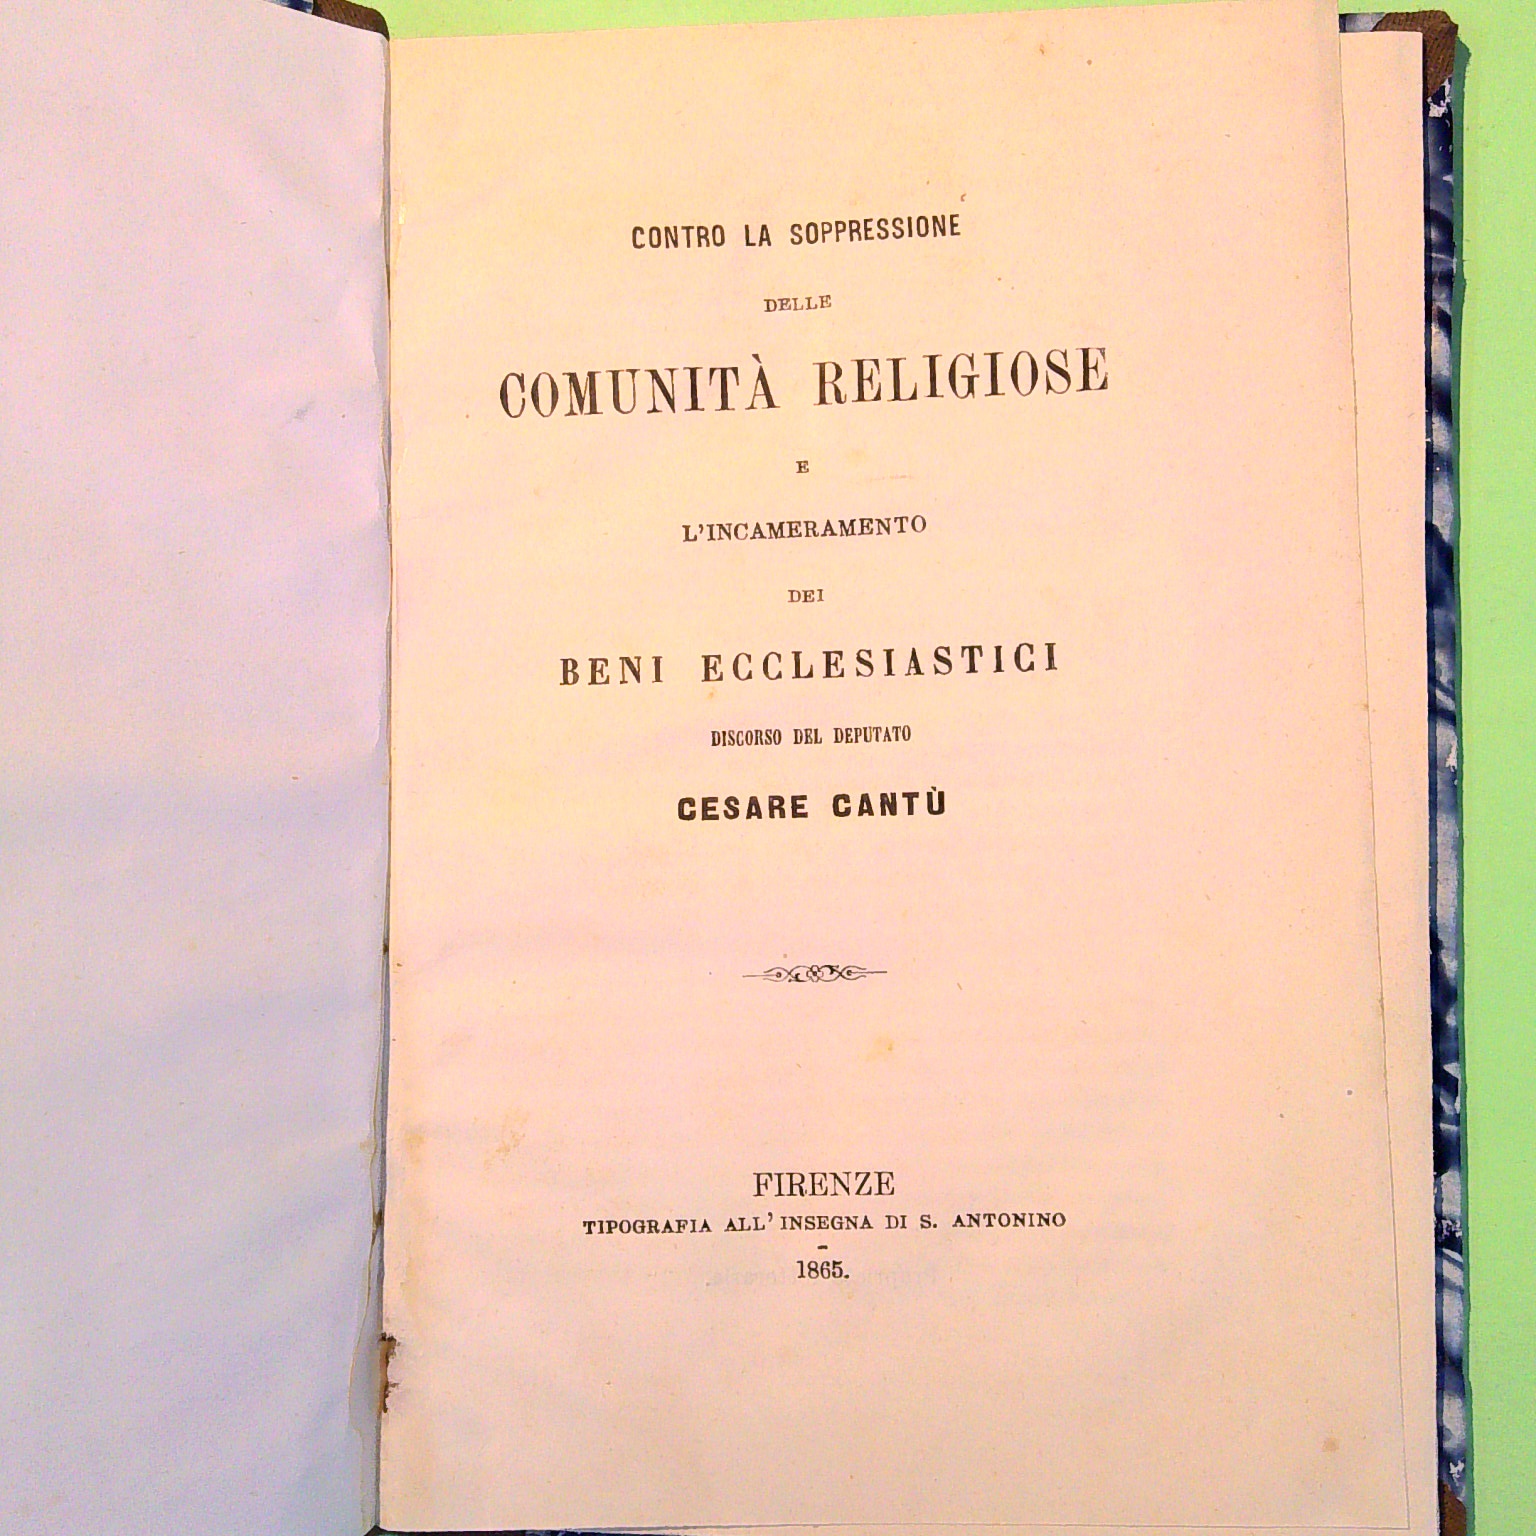 CONTRO LA SOPPRESSIONE
DELLE
COMUNITÀ RELIGIOSE
E
L'INCAMERAMENTO
DEI
BENI ECCLESIASTICI
DISCORSO DEL DEPUTATO
CESARE CANTÙ
FIRENZE
TIPOGRAFIA ALL' INSEGNA DI S. ANTONINO
-
1865.